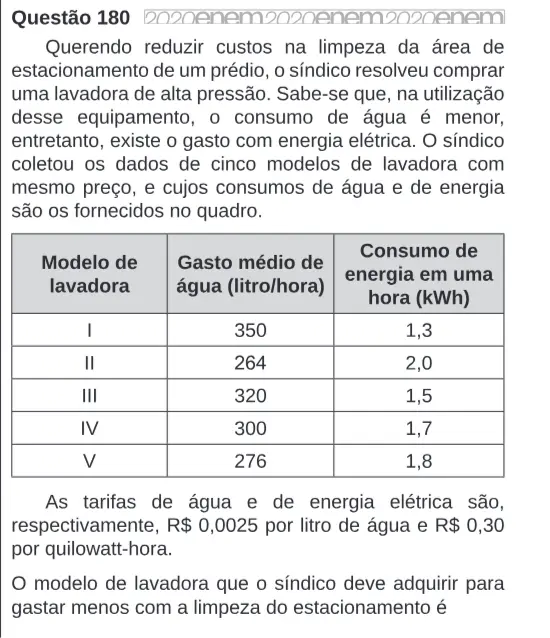 Questão 180 2020enem2020enem2020enem
Querendo reduzir custos na limpeza da área de
estacionamento de um prédio, o síndico resolveu comprar
uma lavadora de alta pressão. Sabe-se que, na utilização
desse equipamento, o consumo de água é menor,
entretanto, existe o gasto com energia elétrica. O síndico
coletou os dados de cinco modelos de lavadora com
mesmo preço, e cujos consumos de água e de energia
são os fornecidos no quadro.
Modelo de lavadora Gasto médio de água (litro/hora) Consumo de energia em uma hora (kWh)
I 350 1,3
II 264 2,0
III 320 1,5
IV 300 1,7
V 276 1,8
As tarifas de água e de energia elétrica são,
respectivamente, R$ 0,0025 por litro de água e R$ 0,30
por quilowatt-hora.
O modelo de lavadora que o síndico deve adquirir para
gastar menos com a limpeza do estacionamento é